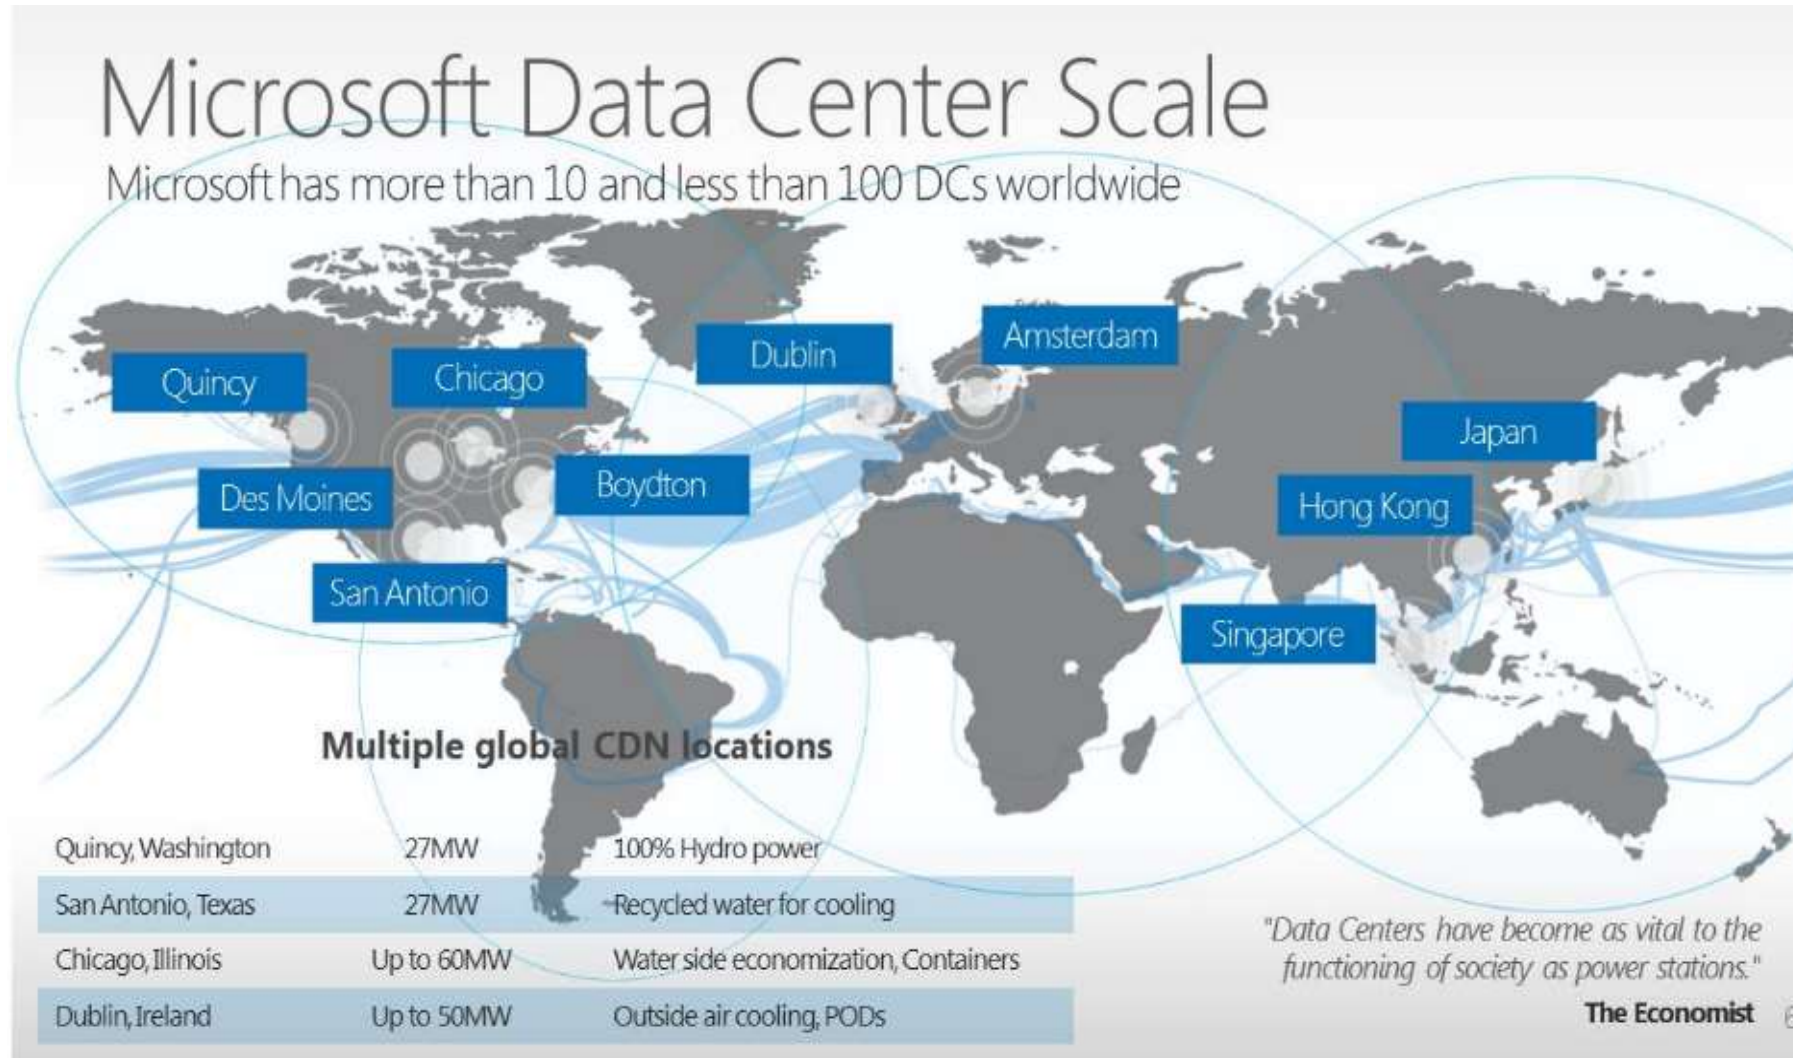 Microsoft Data Center Scale
Microsoft has more than 10 and less than 100 DCs worldwide
Quincy
Chicago
Dublin
Amsterdam
Des Moines
Boydton
Japan
Hong Kong
San Antonio
Singapore
Multiple global CDN locations
Quincy, Washington 27MW 100% Hydro power
San Antonio, Texas 27MW Recycled water for cooling
Chicago, Illinois Up to 60MW Water side economization, Containers
Dublin, Ireland Up to 50MW Outside air cooling, PODs
"Data Centers have become as vital to the
functioning of society as power stations."
The Economist